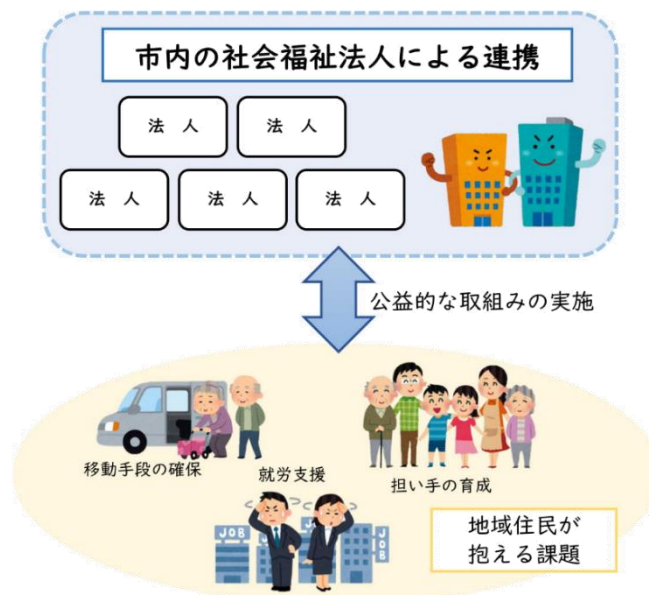 市内の社会福祉法人による連携
法　人
法　人
法　人
法　人
法　人
公益的な取組みの実施
移動手段の確保
就労支援
担い手の育成
JOB
JOB
JOB
地域住民が
抱える課題